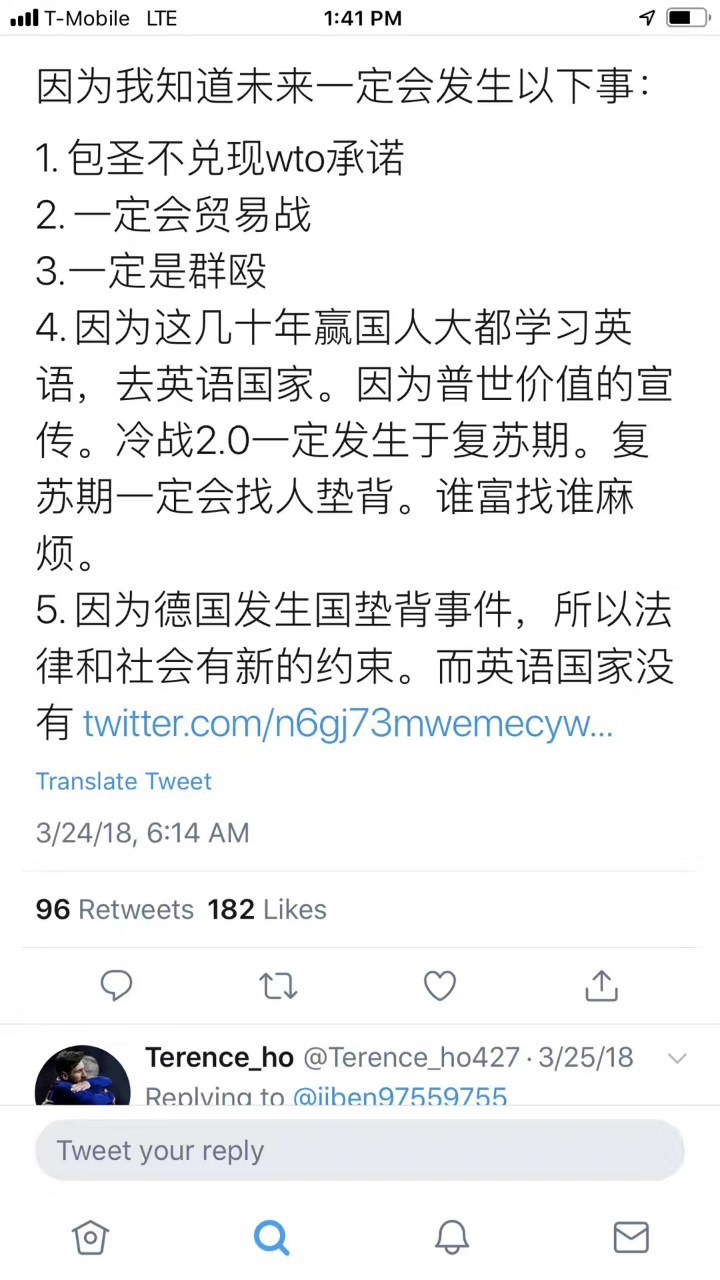 T-Mobile LTE 1:41 PM
因为我知道未来一定会发生以下事：
1. 包圣不兑现wto承诺
2. 一定会贸易战
3.一定是群殴
4. 因为这几十年赢国人大都学习英
语，去英语国家。因为普世价值的宣
传。冷战2.0一定发生于复苏期。复
苏期一定会找人垫背。谁富找谁麻
烦。
5. 因为德国发生国垫背事件，所以法
律和社会有新的约束。而英语国家没
有 twitter.com/n6gj73mwemecyw...
Translate Tweet
3/24/18, 6:14 AM
96 Retweets 182 Likes
Terence_ho @Terence_ho427 · 3/25/18
Replying to @jiben97559755
Tweet your reply